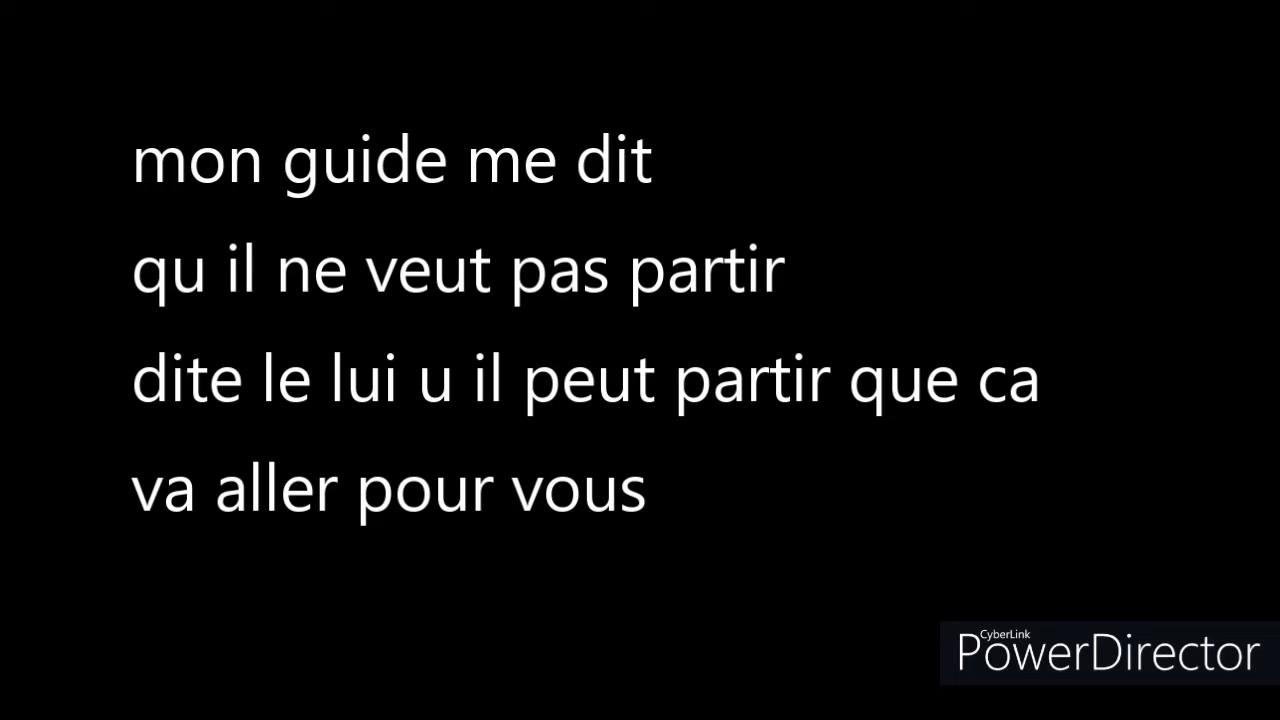 mon guide me dit
qu il ne veut pas partir
dite le lui u il peut partir que ca
va aller pour vous
CyberLink
PowerDirector